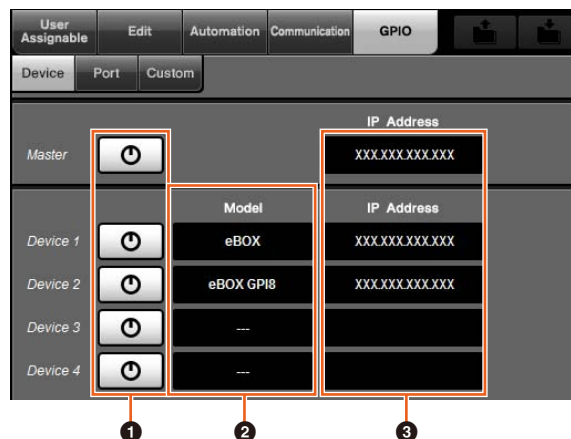 User Assignable
Edit
Automation
Communication
GPIO
Device
Port
Custom
IP Address
Master
XXX.XXX.XXX.XXX
Model
IP Address
Device 1
eBOX
XXX.XXX.XXX.XXX
Device 2
eBOX GPI8
XXX.XXX.XXX.XXX
Device 3
---
Device 4
---
1
2
3